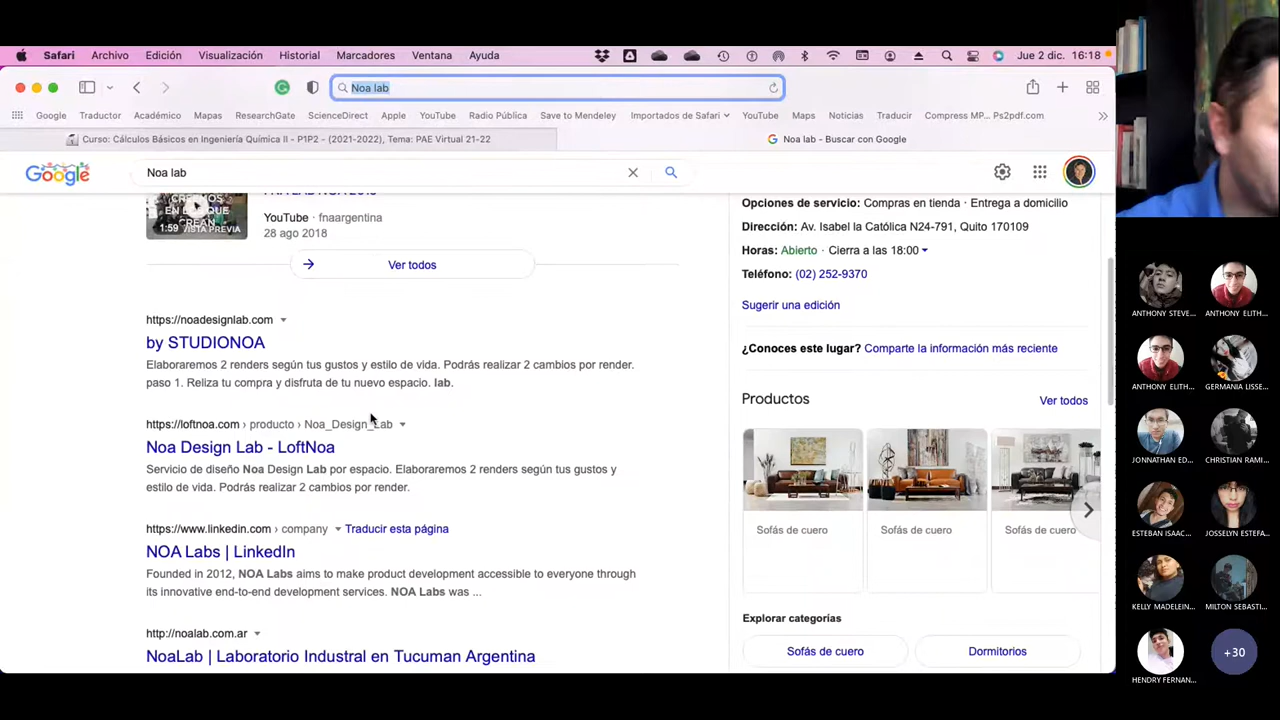 Safari Archivo Edición Visualización Historial Marcadores Ventana Ayuda Jue 2 dic. 16:18
Noa lab
Google Traductor Académico Mapas ResearchGate ScienceDirect Apple YouTube Radio Pública Save to Mendeley Importados de Safari YouTube Maps Noticias Traducir Compress MP... Ps2pdf.com
Curso: Cálculos Básicos en Ingeniería Química II - P1P2 - (2021-2022), Tema: PAE Virtual 21-22
Noa lab - Buscar con Google
Google
Noa lab
EN LO QUE
CREAN
VISTA PREVIA
1:59
YouTube · fnaargentina
28 ago 2018
Ver todos
https://noadesignlab.com
by STUDIONOA
Elaboraremos 2 renders según tus gustos y estilo de vida. Podrás realizar 2 cambios por render.
paso 1. Reliza tu compra y disfruta de tu nuevo espacio. lab.
https://loftnoa.com › producto › Noa_Design_Lab
Noa Design Lab - LoftNoa
Servicio de diseño Noa Design Lab por espacio. Elaboraremos 2 renders según tus gustos y
estilo de vida. Podrás realizar 2 cambios por render.
https://www.linkedin.com › company Traducir esta página
NOA Labs | LinkedIn
Founded in 2012, NOA Labs aims to make product development accessible to everyone through
its innovative end-to-end development services. NOA Labs was ...
http://noalab.com.ar
NoaLab | Laboratorio Industral en Tucuman Argentina
Opciones de servicio: Compras en tienda · Entrega a domicilio
Dirección: Av. Isabel la Católica N24-791, Quito 170109
Horas: Abierto · Cierra a las 18:00
Teléfono: (02) 252-9370
Sugerir una edición
¿Conoces este lugar? Comparte la información más reciente
Productos
Ver todos
Sofás de cuero
Sofás de cuero
Sofás de cuero
Explorar categorías
Sofás de cuero
Dormitorios
ANTHONY STEVE...
ANTHONY ELITH...
ANTHONY ELITH...
GERMANIA LISSE...
JONNATHAN ED...
CHRISTIAN RAMI...
ESTEBAN ISAAC...
JOSSELYN ESTEFA...
KELLY MADELEIN...
MILTON SEBASTI...
HENDRY FERNAN...
+30